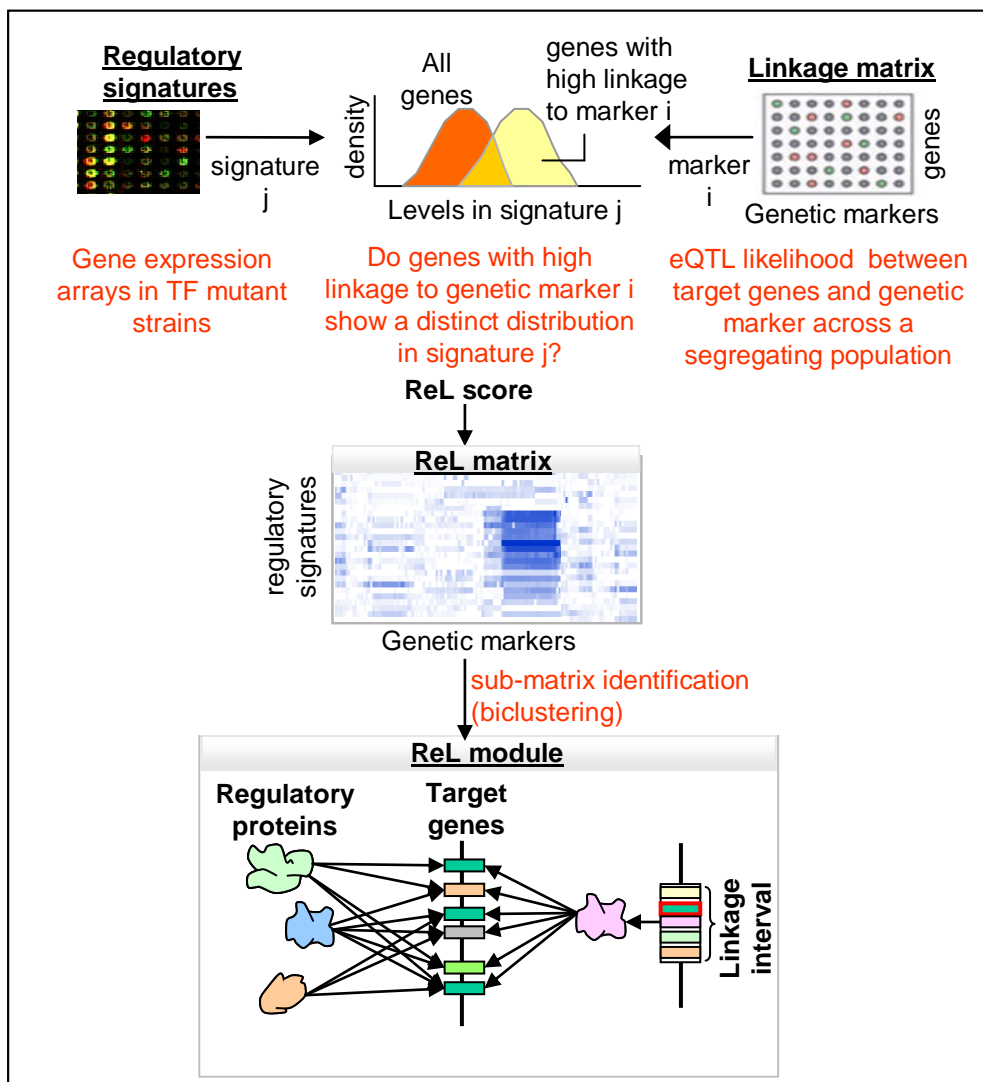 Regulatory
signatures
All
genes
genes with
high linkage
to marker i
Linkage matrix
density
signature
j
marker
i
genes
Levels in signature j
Genetic markers
Gene expression
arrays in TF mutant
strains
Do genes with high
linkage to genetic marker i
show a distinct distribution
in signature j?
eQTL likelihood between
target genes and genetic
marker across a
segregating population
ReL score
ReL matrix
regulatory
signatures
Genetic markers
sub-matrix identification
(biclustering)
ReL module
Regulatory
proteins
Target
genes
Linkage
interval